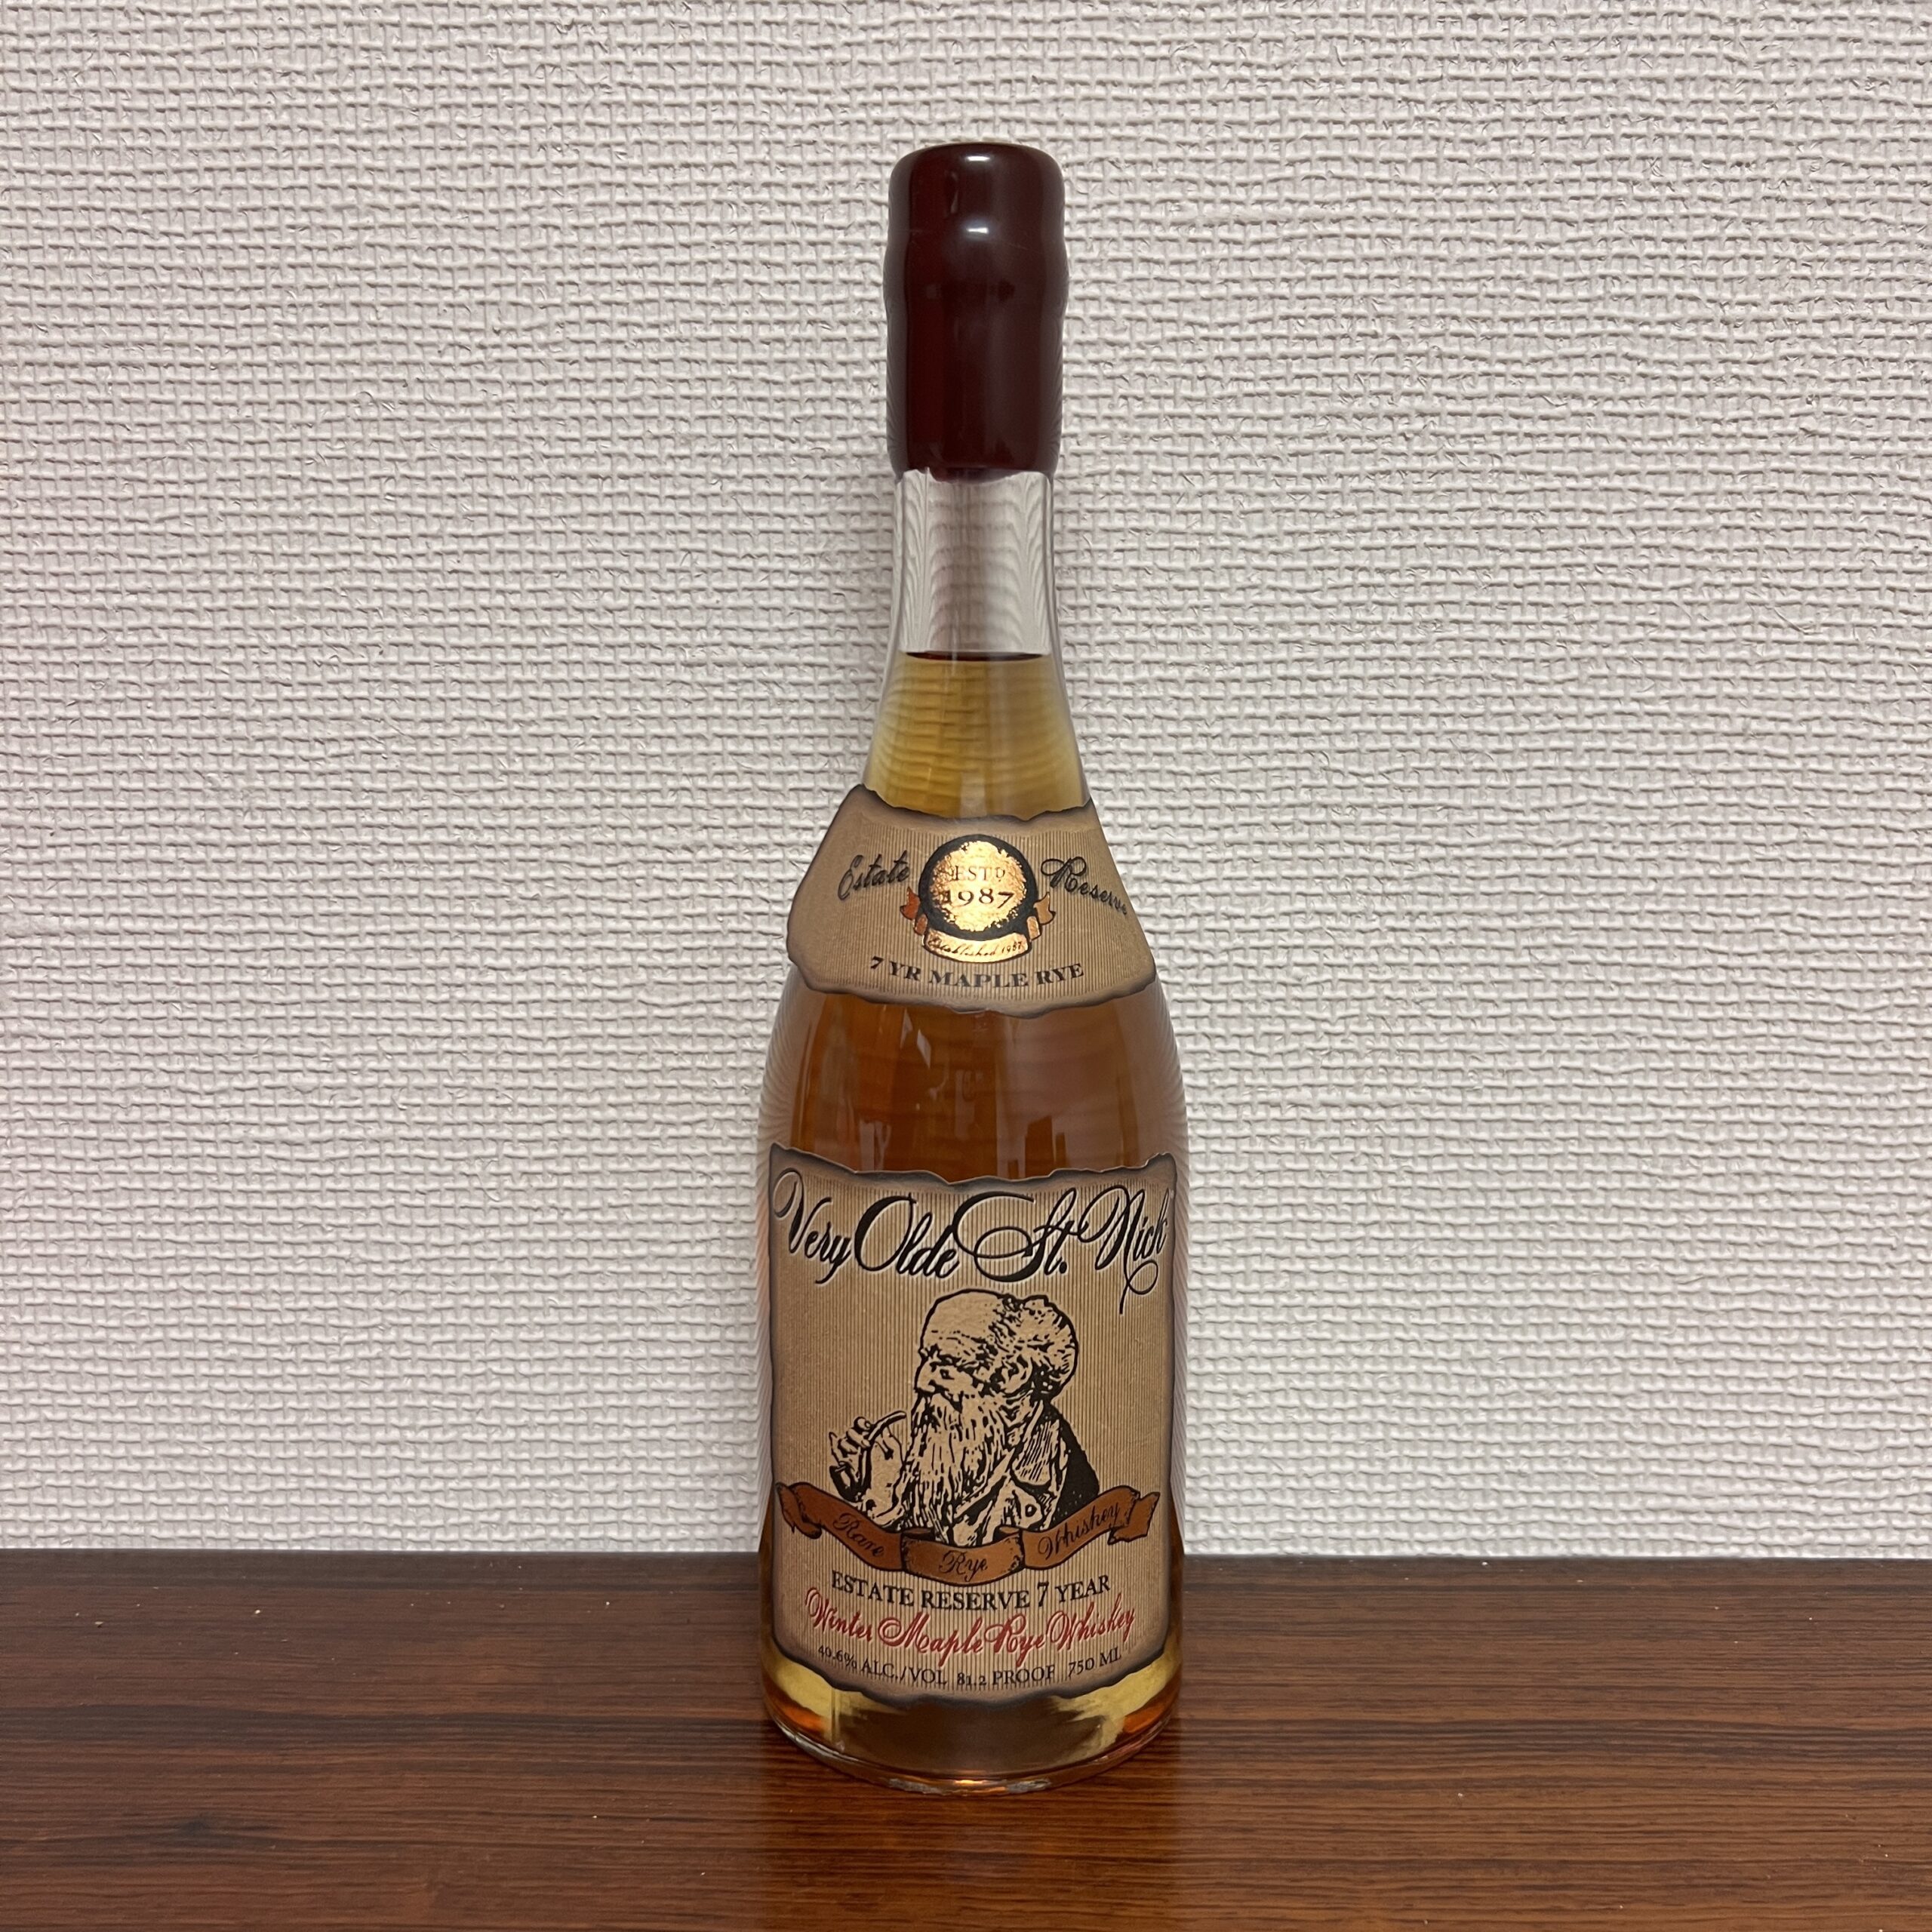 Estate Reserve
ESTD
1987
Established 1987
7 YR MAPLE RYE
Very Olde St. Nick
Rare Rye Whiskey
ESTATE RESERVE 7 YEAR
Winter Maple Rye Whiskey
40.6% ALC./VOL 81.2 PROOF 750 ML